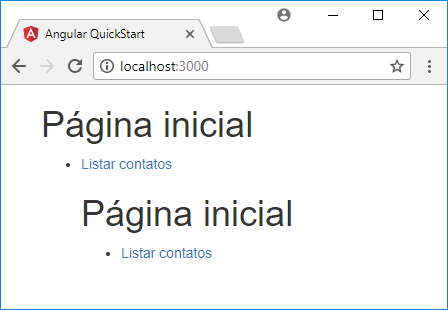 Angular QuickStart
localhost:3000
Página inicial
Listar contatos
Página inicial
Listar contatos